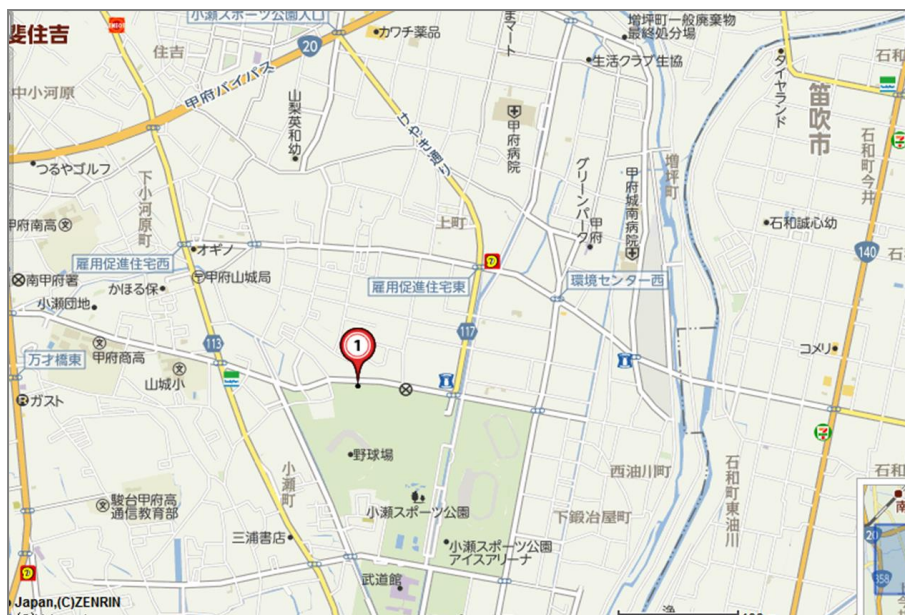 斐住吉
小瀬スポーツ公園入口
カワチ薬品
まマート
増坪町一般廃棄物
最終処分場
生活クラブ生協
ダイヤランド
石和
住吉
20
甲府バイパス
中小河原
山梨英和幼
けやき通り
甲府病院
笛吹市
石和町今井
つるやゴルフ
下小河原町
上町
グリーンパーク
甲府
甲府城南病院
増坪町
石和誠心幼
甲府南高
オギノ
雇用促進住宅西
甲府山城局
南甲府署
かほる保
小瀬団地
雇用促進住宅東
環境センター西
140
117
113
甲府商高
山城小
万才橋東
ガスト
1
コメリ
野球場
小瀬町
小瀬スポーツ公園
西油川町
下鍛冶屋町
石和町東油川
石和
駿台甲府高
通信教育部
三浦書店
小瀬スポーツ公園
アイスアリーナ
武道館
南
20
358
Japan,(C)ZENRIN